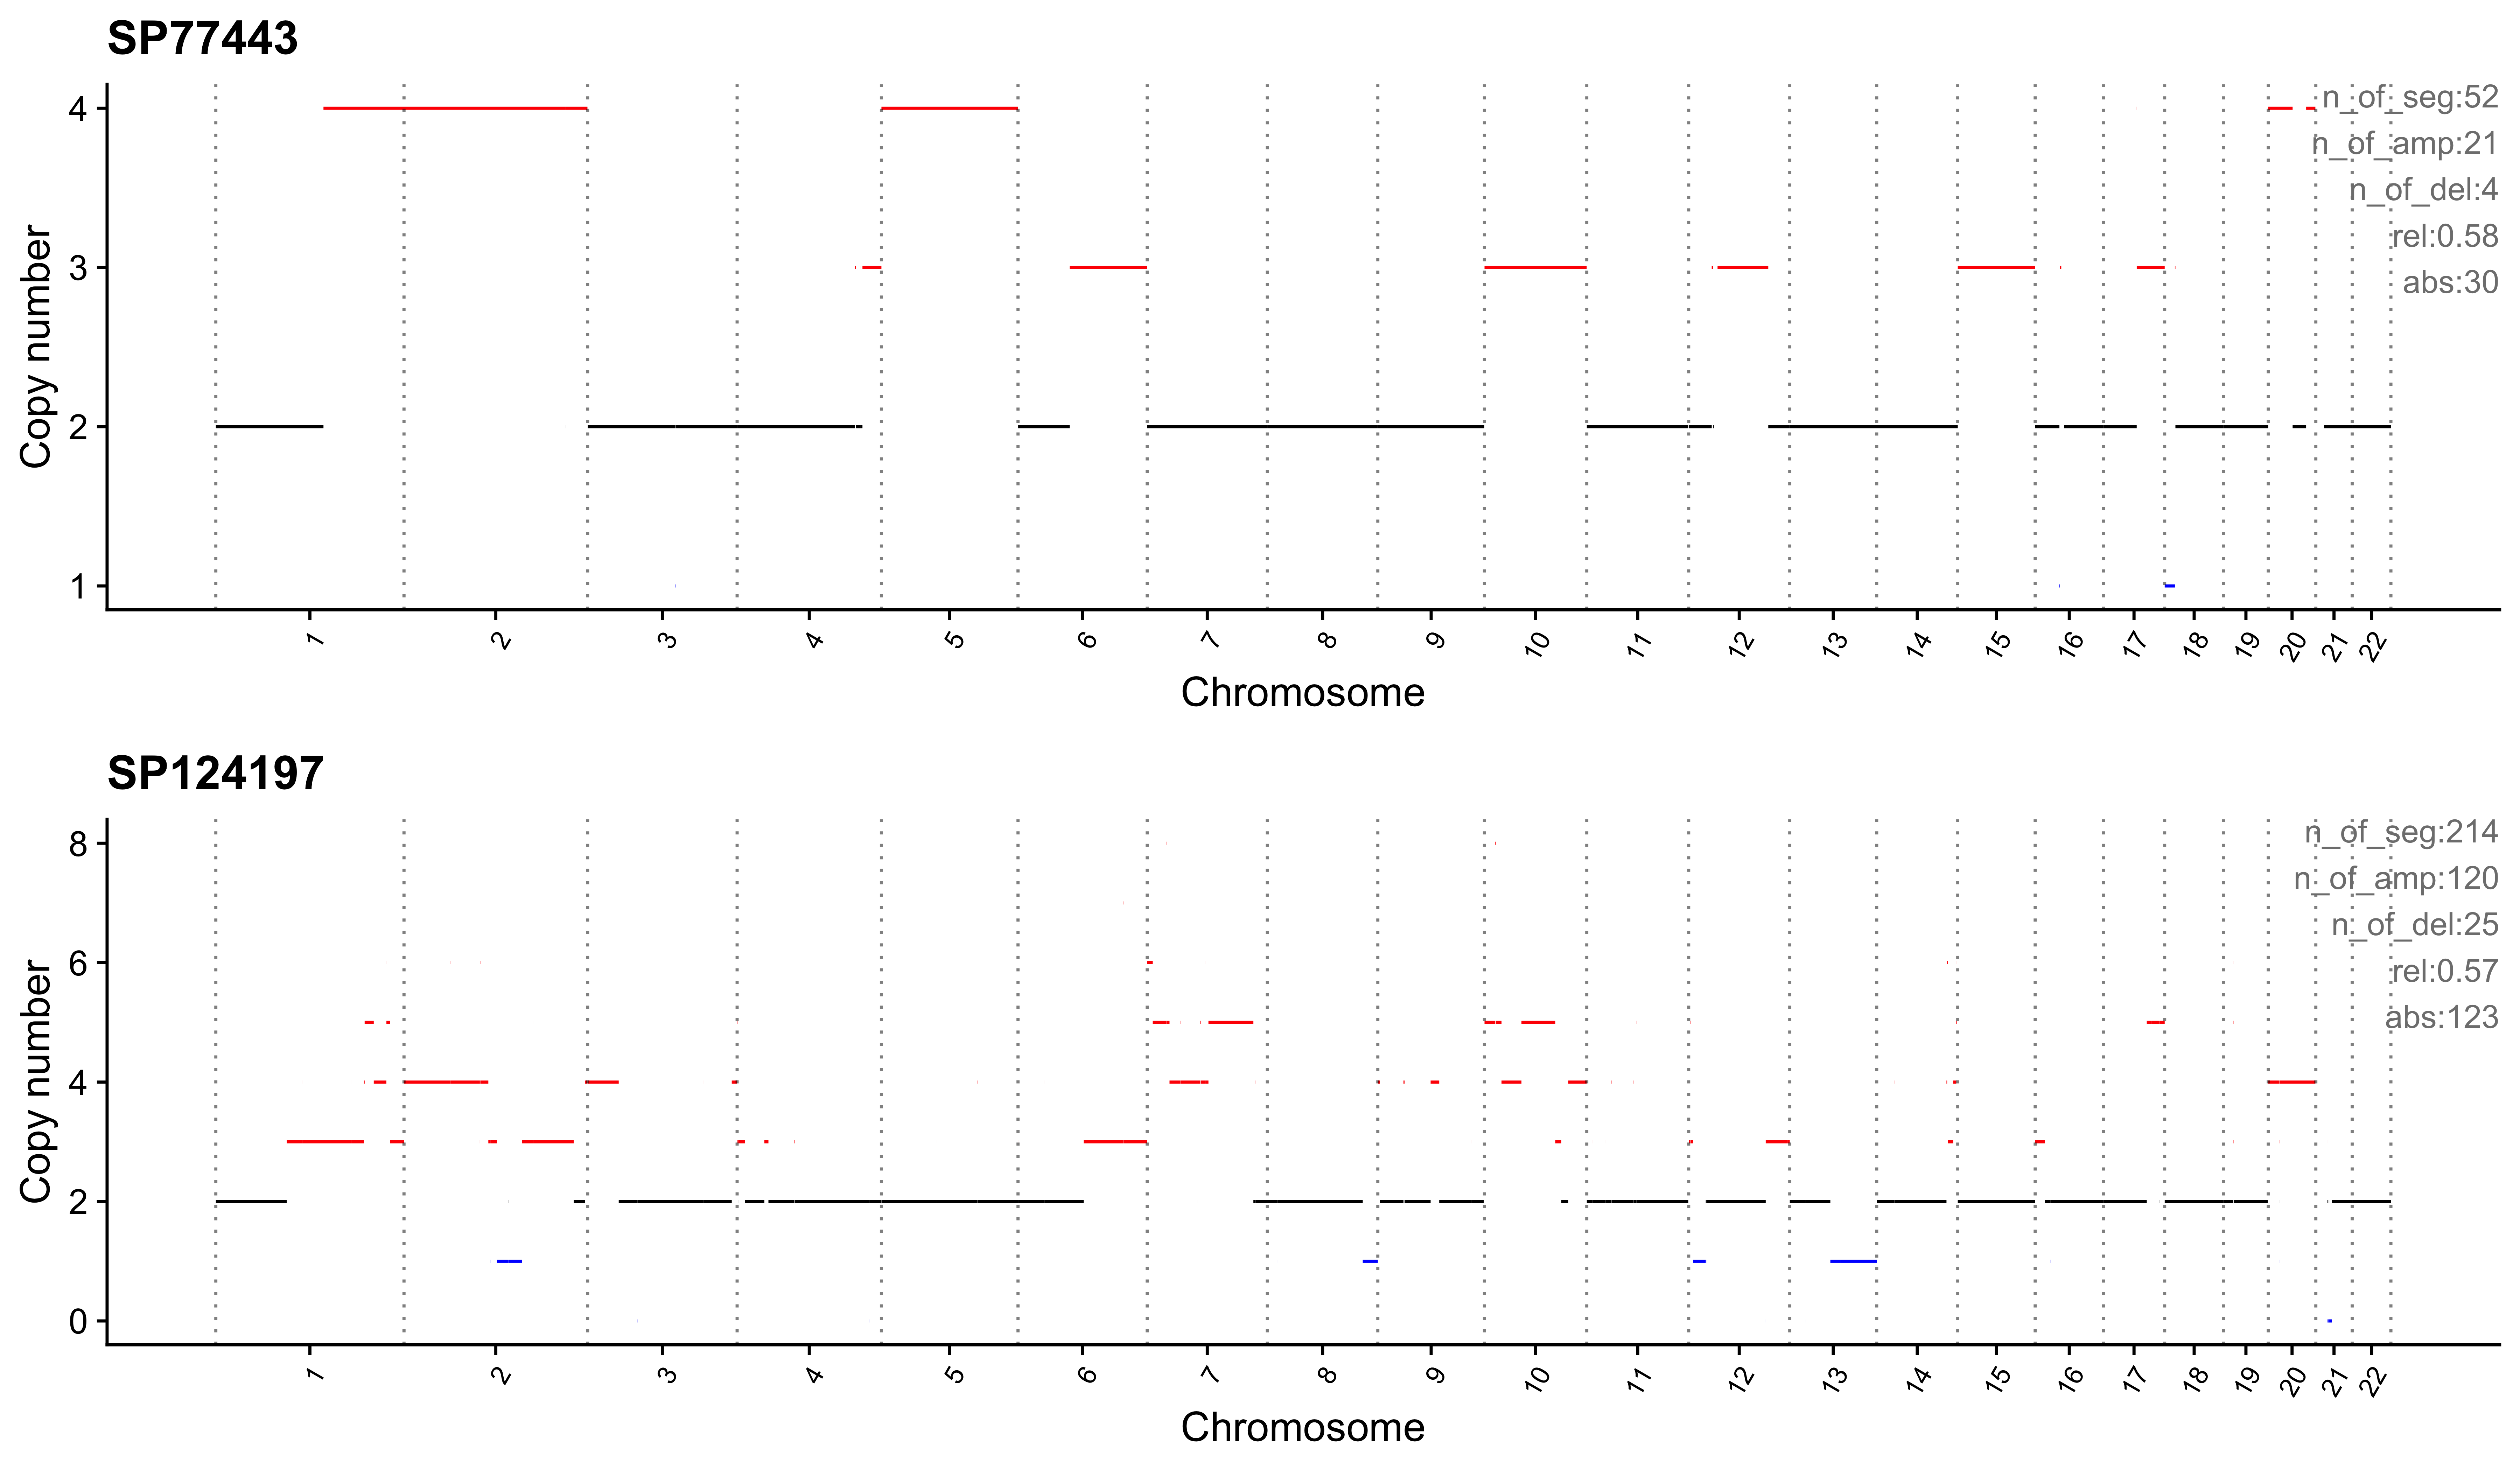 SP77443
n_of_seg:52
n_of_amp:21
n_of_del:4
rel:0.58
abs:30
4
3
2
1
Copy number
1 2 3 4 5 6 7 8 9 10 11 12 13 14 15 16 17 18 19 20 21 22
Chromosome
SP124197
n_of_seg:214
n_of_amp:120
n_of_del:25
rel:0.57
abs:123
8
6
4
2
0
Copy number
1 2 3 4 5 6 7 8 9 10 11 12 13 14 15 16 17 18 19 20 21 22
Chromosome